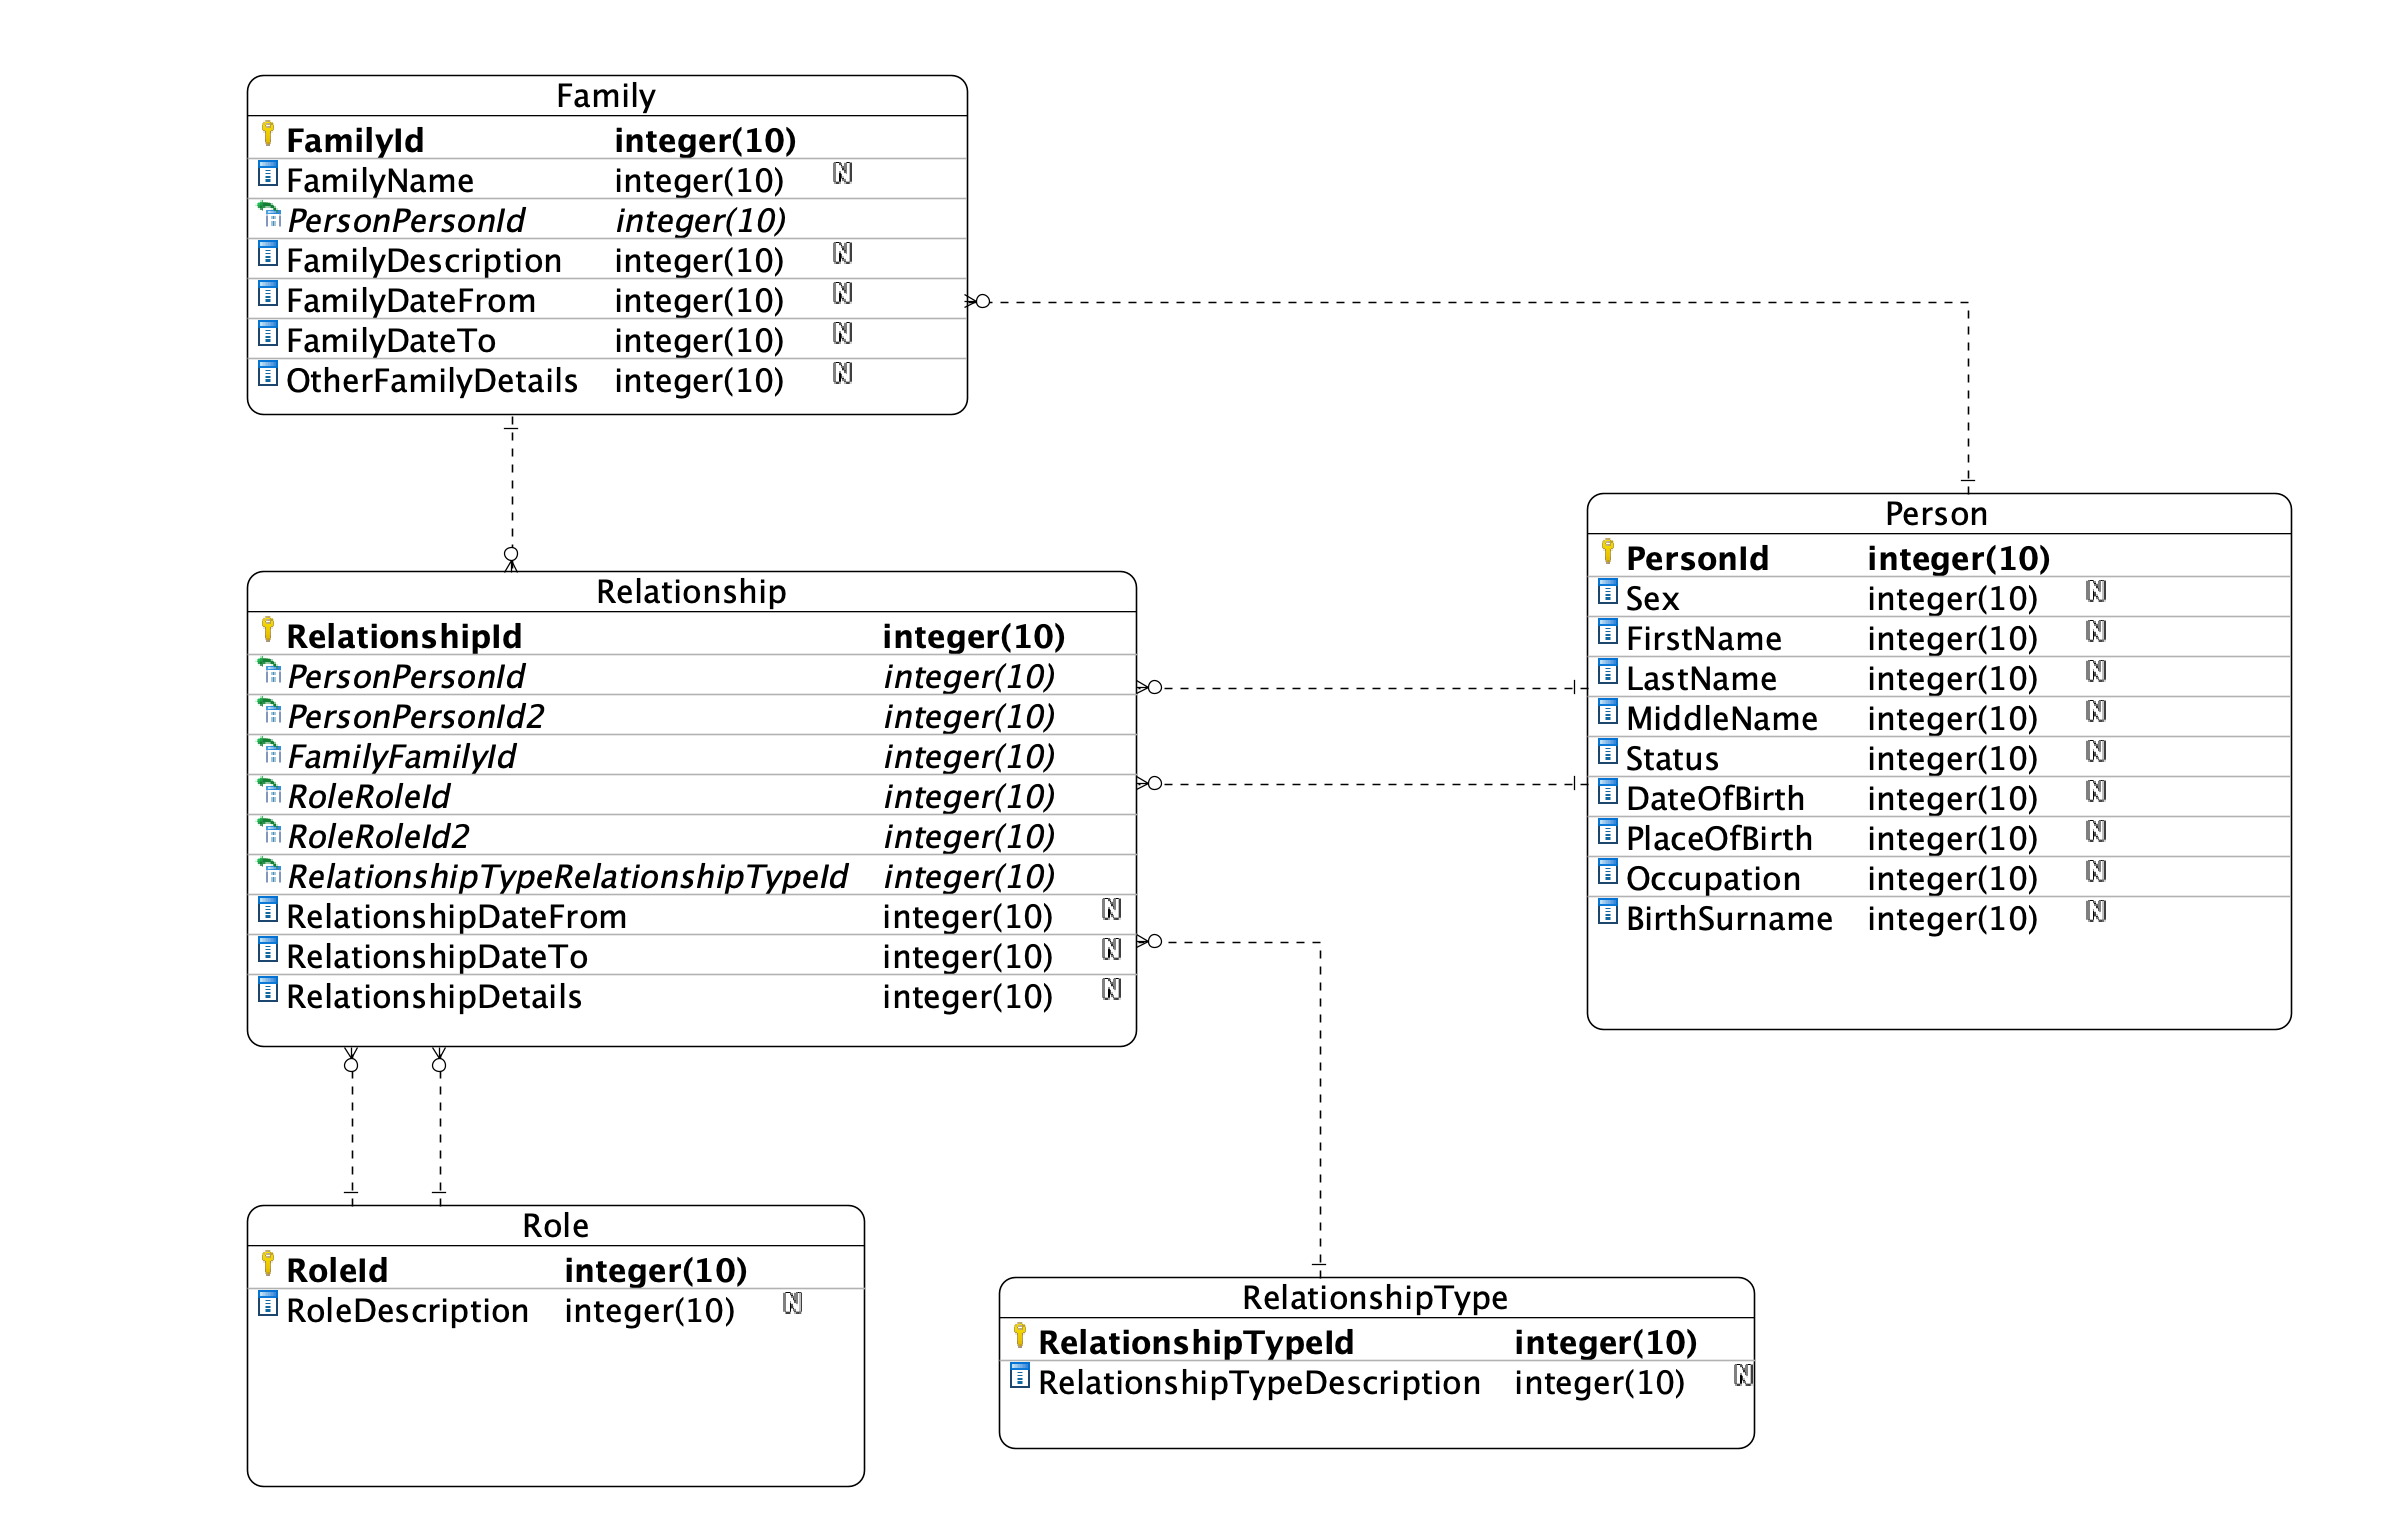 Family
FamilyId integer(10)
FamilyName integer(10) N
PersonPersonId integer(10)
FamilyDescription integer(10) N
FamilyDateFrom integer(10) N
FamilyDateTo integer(10) N
OtherFamilyDetails integer(10) N
Relationship
RelationshipId integer(10)
PersonPersonId integer(10)
PersonPersonId2 integer(10)
FamilyFamilyId integer(10)
RoleRoleId integer(10)
RoleRoleId2 integer(10)
RelationshipTypeRelationshipTypeId integer(10)
RelationshipDateFrom integer(10) N
RelationshipDateTo integer(10) N
RelationshipDetails integer(10) N
Person
PersonId integer(10)
Sex integer(10) N
FirstName integer(10) N
LastName integer(10) N
MiddleName integer(10) N
Status integer(10) N
DateOfBirth integer(10) N
PlaceOfBirth integer(10) N
Occupation integer(10) N
BirthSurname integer(10) N
Role
RoleId integer(10)
RoleDescription integer(10) N
RelationshipType
RelationshipTypeId integer(10)
RelationshipTypeDescription integer(10) N